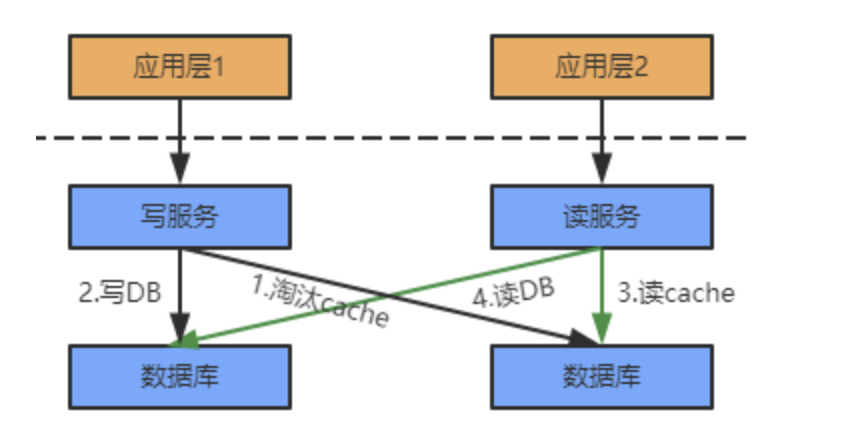 应用层1
应用层2
写服务
读服务
2.写DB
1.淘汰cache
4.读DB
3.读cache
数据库
数据库